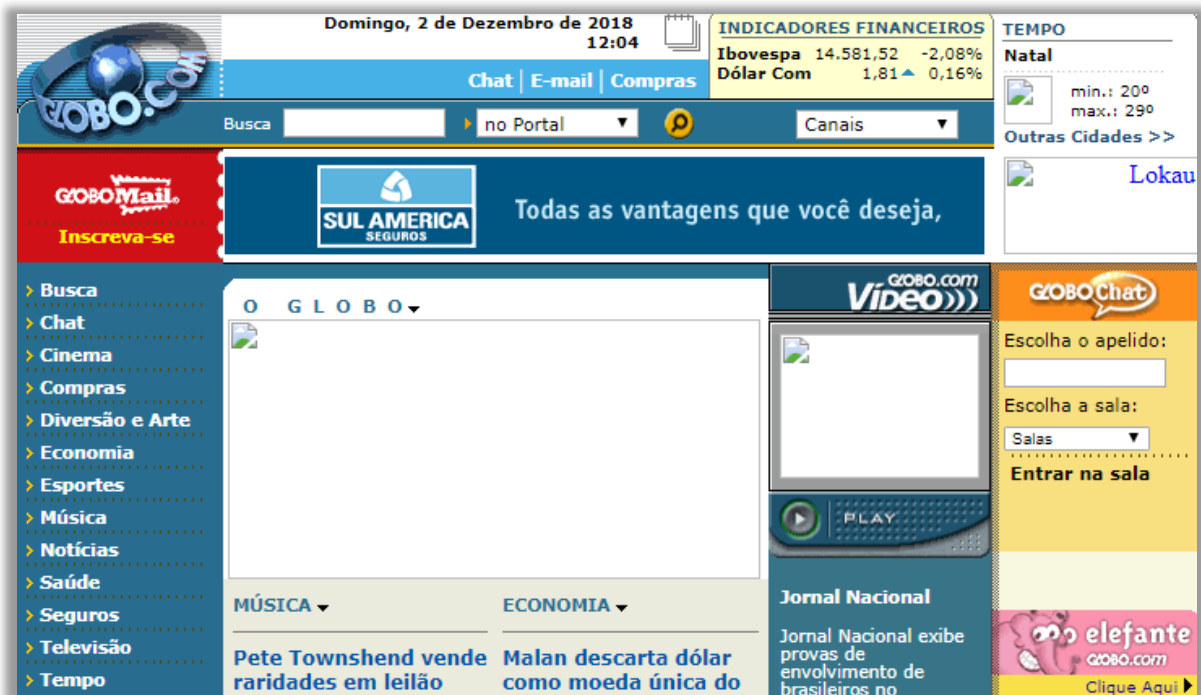 GLOBO.COM
Domingo, 2 de Dezembro de 2018
12:04
Chat | E-mail | Compras
INDICADORES FINANCEIROS
Ibovespa 14.581,52 -2,08%
Dólar Com 1,81 0,16%
TEMPO
Natal
min.: 20º
max.: 29º
Outras Cidades >>
Busca
no Portal
Canais
GLOBO Mail
Inscreva-se
SUL AMERICA
SEGUROS
Todas as vantagens que você deseja,
Lokau
Busca
Chat
Cinema
Compras
Diversão e Arte
Economia
Esportes
Música
Notícias
Saúde
Seguros
Televisão
Tempo
O GLOBO
MÚSICA
Pete Townshend vende
raridades em leilão
ECONOMIA
Malan descarta dólar
como moeda única do
GLOBO.com
Vídeo)))
PLAY
Jornal Nacional
Jornal Nacional exibe
provas de
envolvimento de
brasileiros no
GLOBO Chat
Escolha o apelido:
Escolha a sala:
Salas
Entrar na sala
elefante
GLOBO.com
Clique Aqui